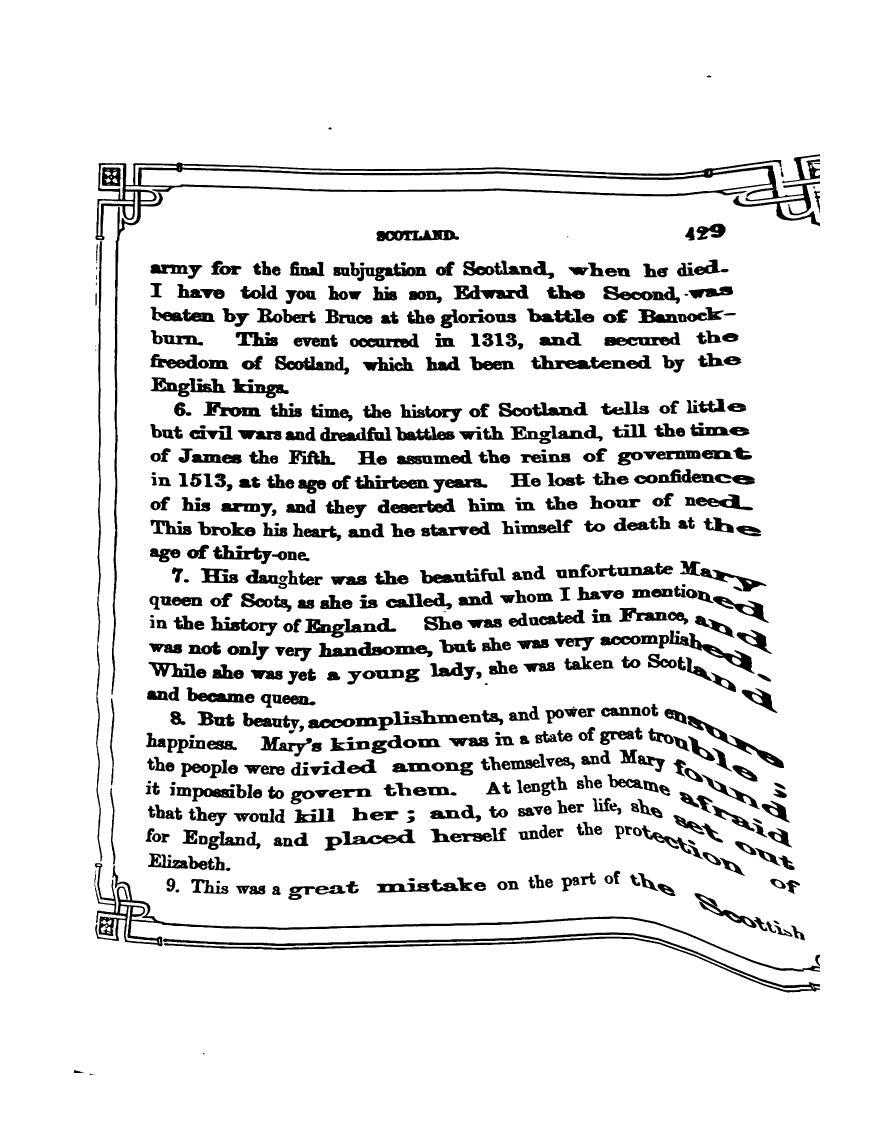 SCOTLAND. 429
army for the final subjugation of Scotland, when he died.
I have told you how his son, Edward the Second, was
beaten by Robert Bruce at the glorious battle of Bannock-
burn. This event occurred in 1313, and secured the
freedom of Scotland, which had been threatened by the
English kings.
6. From this time, the history of Scotland tells of little
but civil wars and dreadful battles with England, till the time
of James the Fifth. He assumed the reins of government
in 1513, at the age of thirteen years. He lost the confidence
of his army, and they deserted him in the hour of need.
This broke his heart, and he starved himself to death at the
age of thirty-one.
7. His daughter was the beautiful and unfortunate Mary
queen of Scots, as she is called, and whom I have mentioned
in the history of England. She was educated in France, and
was not only very handsome, but she was very accomplished.
While she was yet a young lady, she was taken to Scotland
and became queen.
8. But beauty, accomplishments, and power cannot ensure
happiness. Mary's kingdom was in a state of great trouble;
the people were divided among themselves, and Mary found
it impossible to govern them. At length she became afraid
that they would kill her; and, to save her life, she set out
for England, and placed herself under the protection of
Elizabeth.
9. This was a great mistake on the part of the Scottish